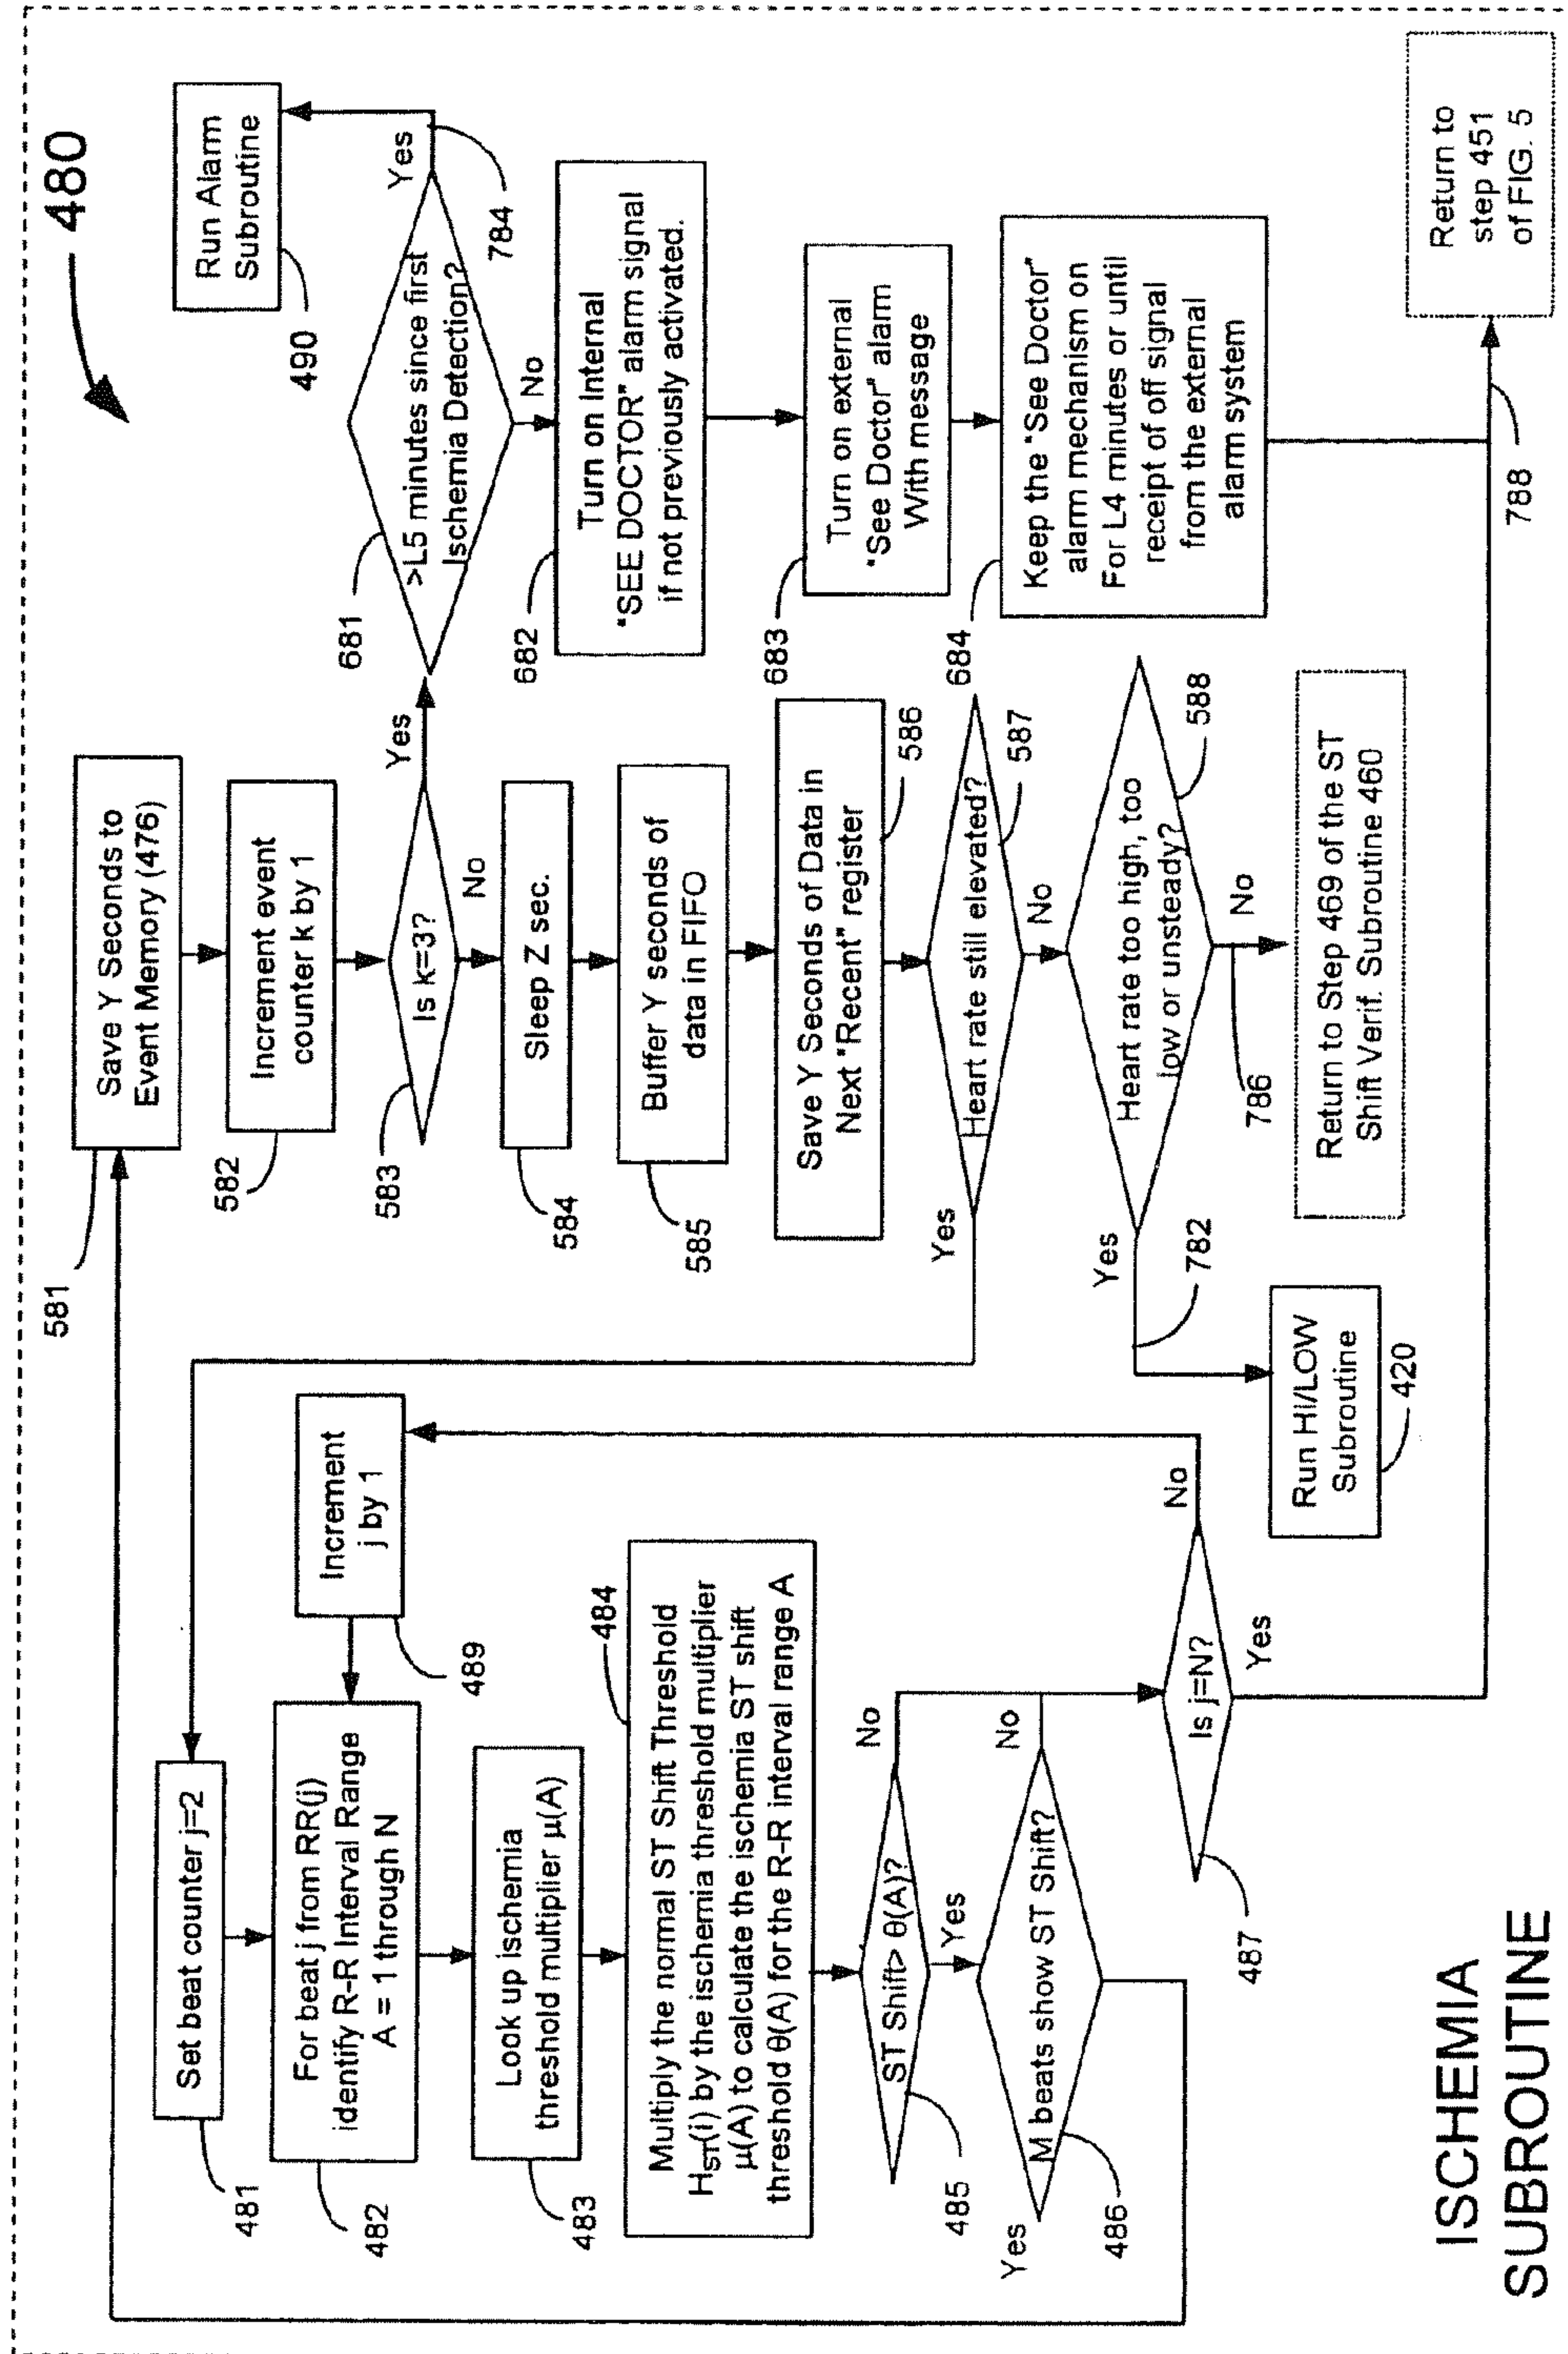 480
Set beat counter j=2
481
For beat j from RR(j)
identify R-R Interval Range
A = 1 through N
482
Increment
j by 1
489
Look up ischemia
threshold multiplier µ(A)
483
Multiply the normal ST Shift Threshold
HST(i) by the ischemia threshold multiplier
µ(A) to calculate the ischemia ST shift
threshold θ(A) for the R-R interval range A
484
ST Shift> θ(A)?
485
No
Yes
M beats show ST Shift?
486
Yes
No
Is j=N?
487
No
Yes
581
Save Y Seconds to
Event Memory (476)
Increment event
counter k by 1
582
Is k=3?
583
Yes
No
Sleep Z sec.
584
Buffer Y seconds of
data in FIFO
585
Save Y Seconds of Data in
Next "Recent" register
586
Heart rate still elevated?
587
Yes
No
Heart rate too high, too
low or unsteady?
588
Yes
782
No
786
Run HI/LOW
Subroutine
420
Return to Step 469 of the ST
Shift Verif. Subroutine 460
>L5 minutes since first
Ischemia Detection?
681
Yes
784
No
Run Alarm
Subroutine
490
Turn on Internal
"SEE DOCTOR" alarm signal
if not previously activated.
682
Turn on external
"See Doctor" alarm
With message
683
Keep the "See Doctor"
alarm mechanism on
For L4 minutes or until
receipt of off signal
from the external
alarm system
684
788
Return to
step 451
of FIG. 5
ISCHEMIA
SUBROUTINE